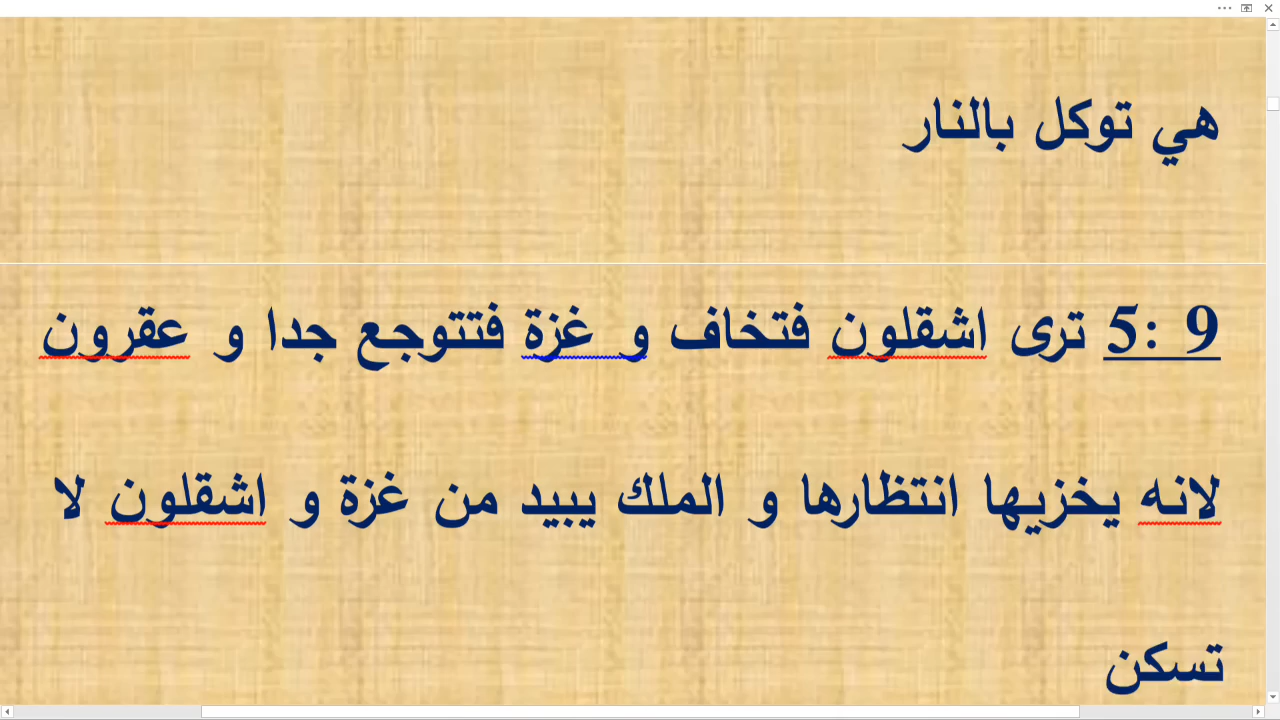 هي توكل بالنار
9 :5 ترى اشقلون فتخاف و غزة فتتوجع جدا و عقرون
لانه يخزيها انتظارها و الملك يبيد من غزة و اشقلون لا
تسكن